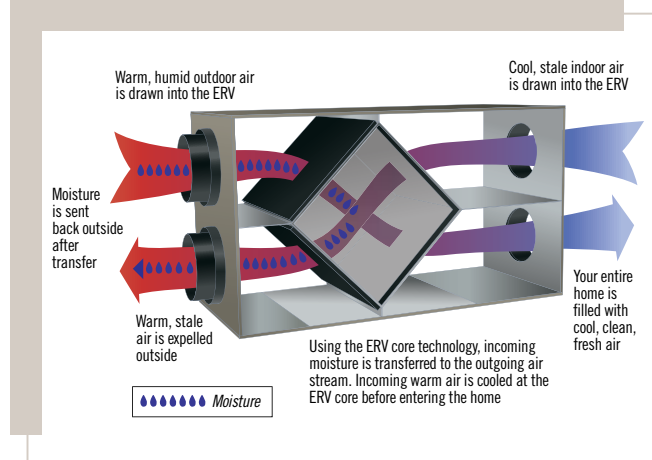 Warm, humid outdoor air
is drawn into the ERV
Cool, stale indoor air
is drawn into the ERV
Moisture
is sent
back outside
after
transfer
Warm, stale
air is expelled
outside
Your entire
home is
filled with
cool, clean,
fresh air
Using the ERV core technology, incoming
moisture is transferred to the outgoing air
stream. Incoming warm air is cooled at the
ERV core before entering the home
Moisture